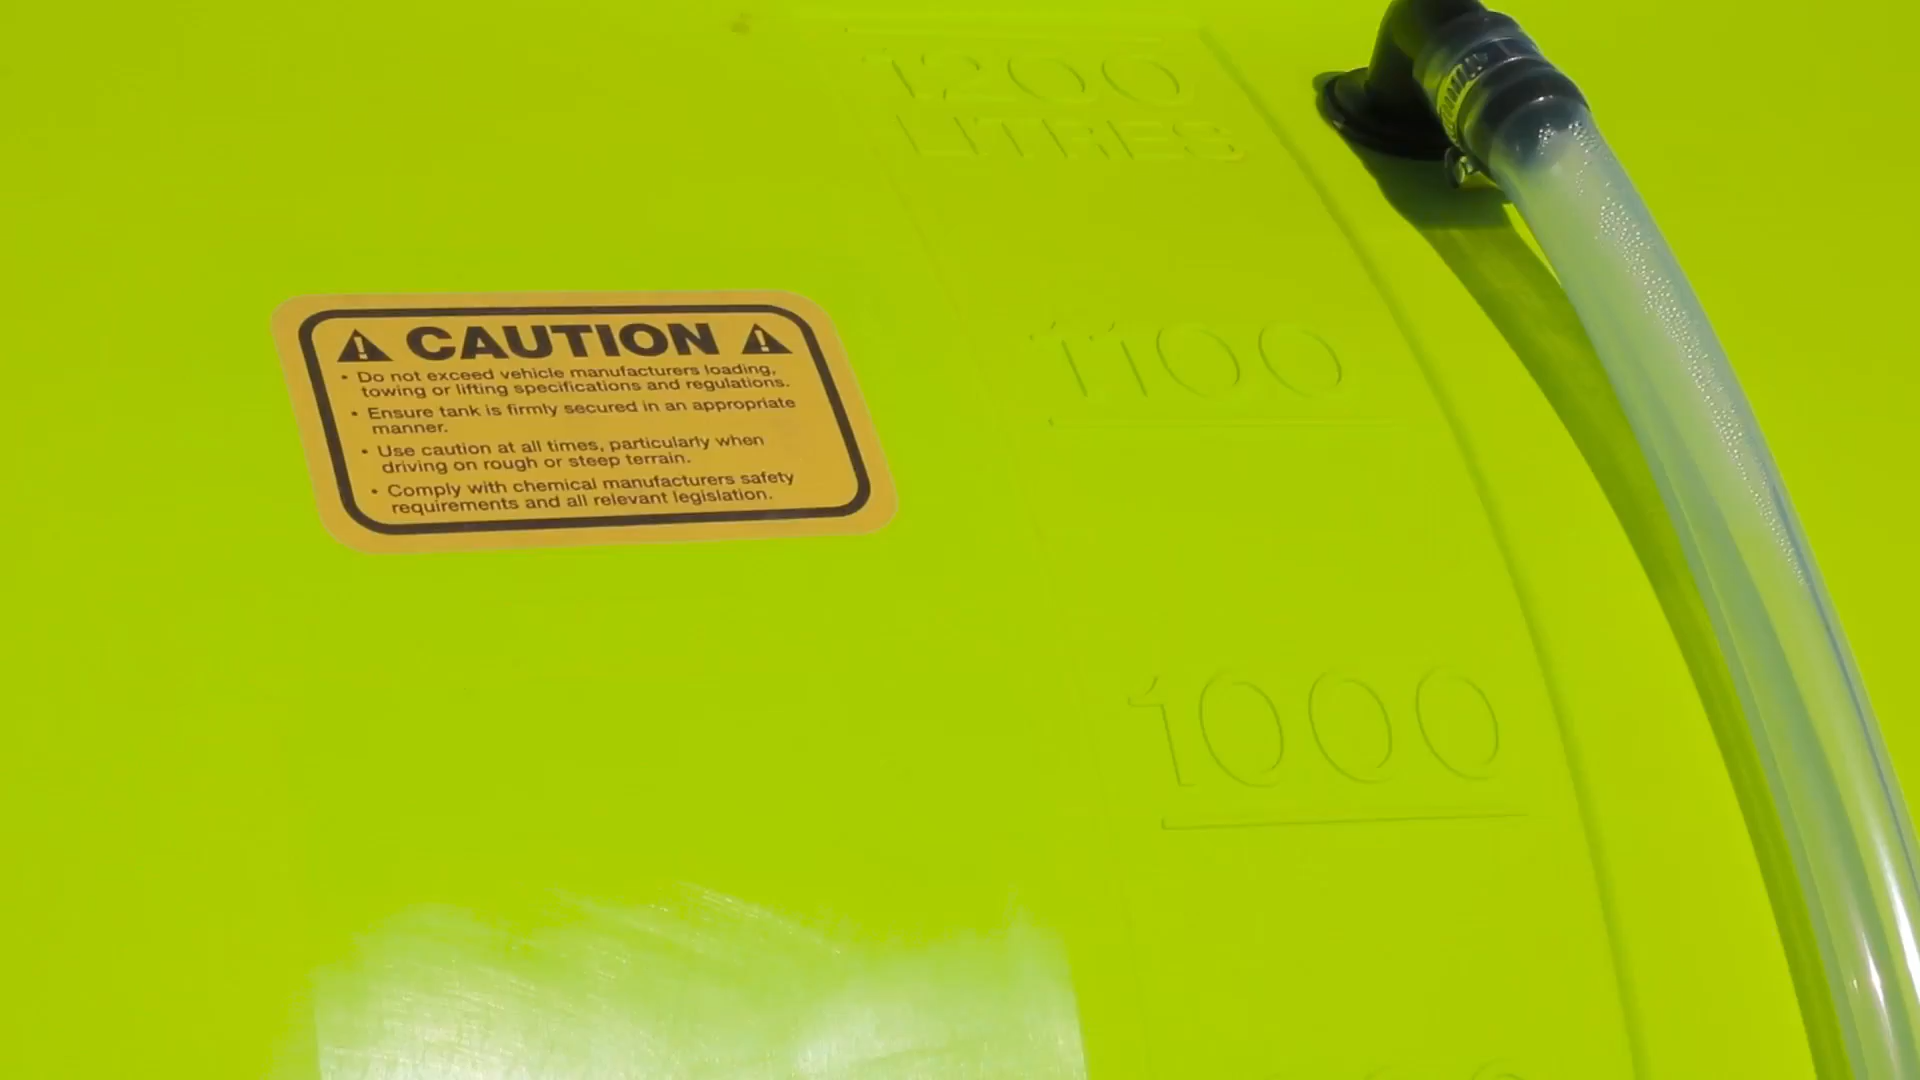 1200
LITRES
1100
CAUTION
• Do not exceed vehicle manufacturers loading,
towing or lifting specifications and regulations.
• Ensure tank is firmly secured in an appropriate
manner.
• Use caution at all times, particularly when
driving on rough or steep terrain.
• Comply with chemical manufacturers safety
requirements and all relevant legislation.
1000